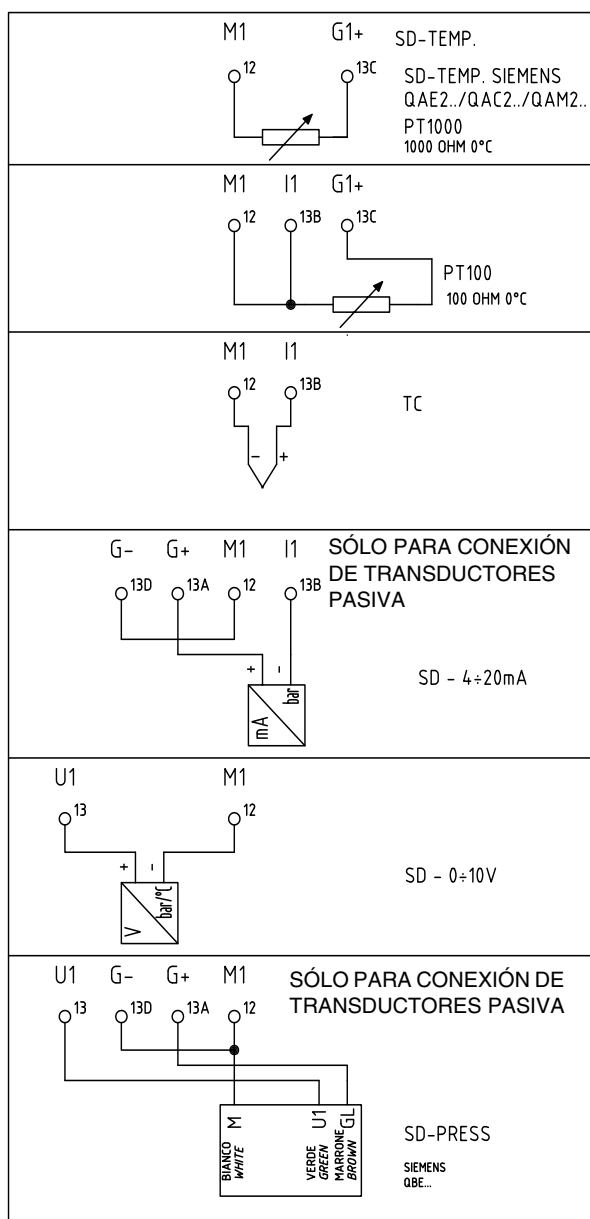 M1 G1+ SD-TEMP.
12 13C SD-TEMP. SIEMENS
QAE2../QAC2../QAM2..
PT1000
1000 OHM 0°C
M1 I1 G1+
12 13B 13C
PT100
100 OHM 0°C
M1 I1
12 13B
TC
- +
G- G+ M1 I1 SÓLO PARA CONEXIÓN
DE TRANSDUCTORES
PASIVA
13D 13A 12 13B
+ -
mA bar
SD - 4÷20mA
U1 M1
13 12
+ -
V bar/°C
SD - 0÷10V
U1 G- G+ M1 SÓLO PARA CONEXIÓN DE
TRANSDUCTORES PASIVA
13 13D 13A 12
M U1 GL
BIANCO
WHITE
VERDE
GREEN
MARRONE
BROWN
SD-PRESS
SIEMENS
QBE...